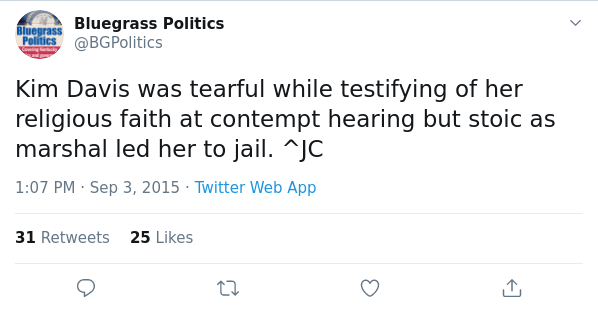 Bluegrass Politics
@BGPolitics
Bluegrass
Politics
Kim Davis was tearful while testifying of her
religious faith at contempt hearing but stoic as
marshal led her to jail. ^JC
1:07 PM · Sep 3, 2015 · Twitter Web App
31 Retweets 25 Likes